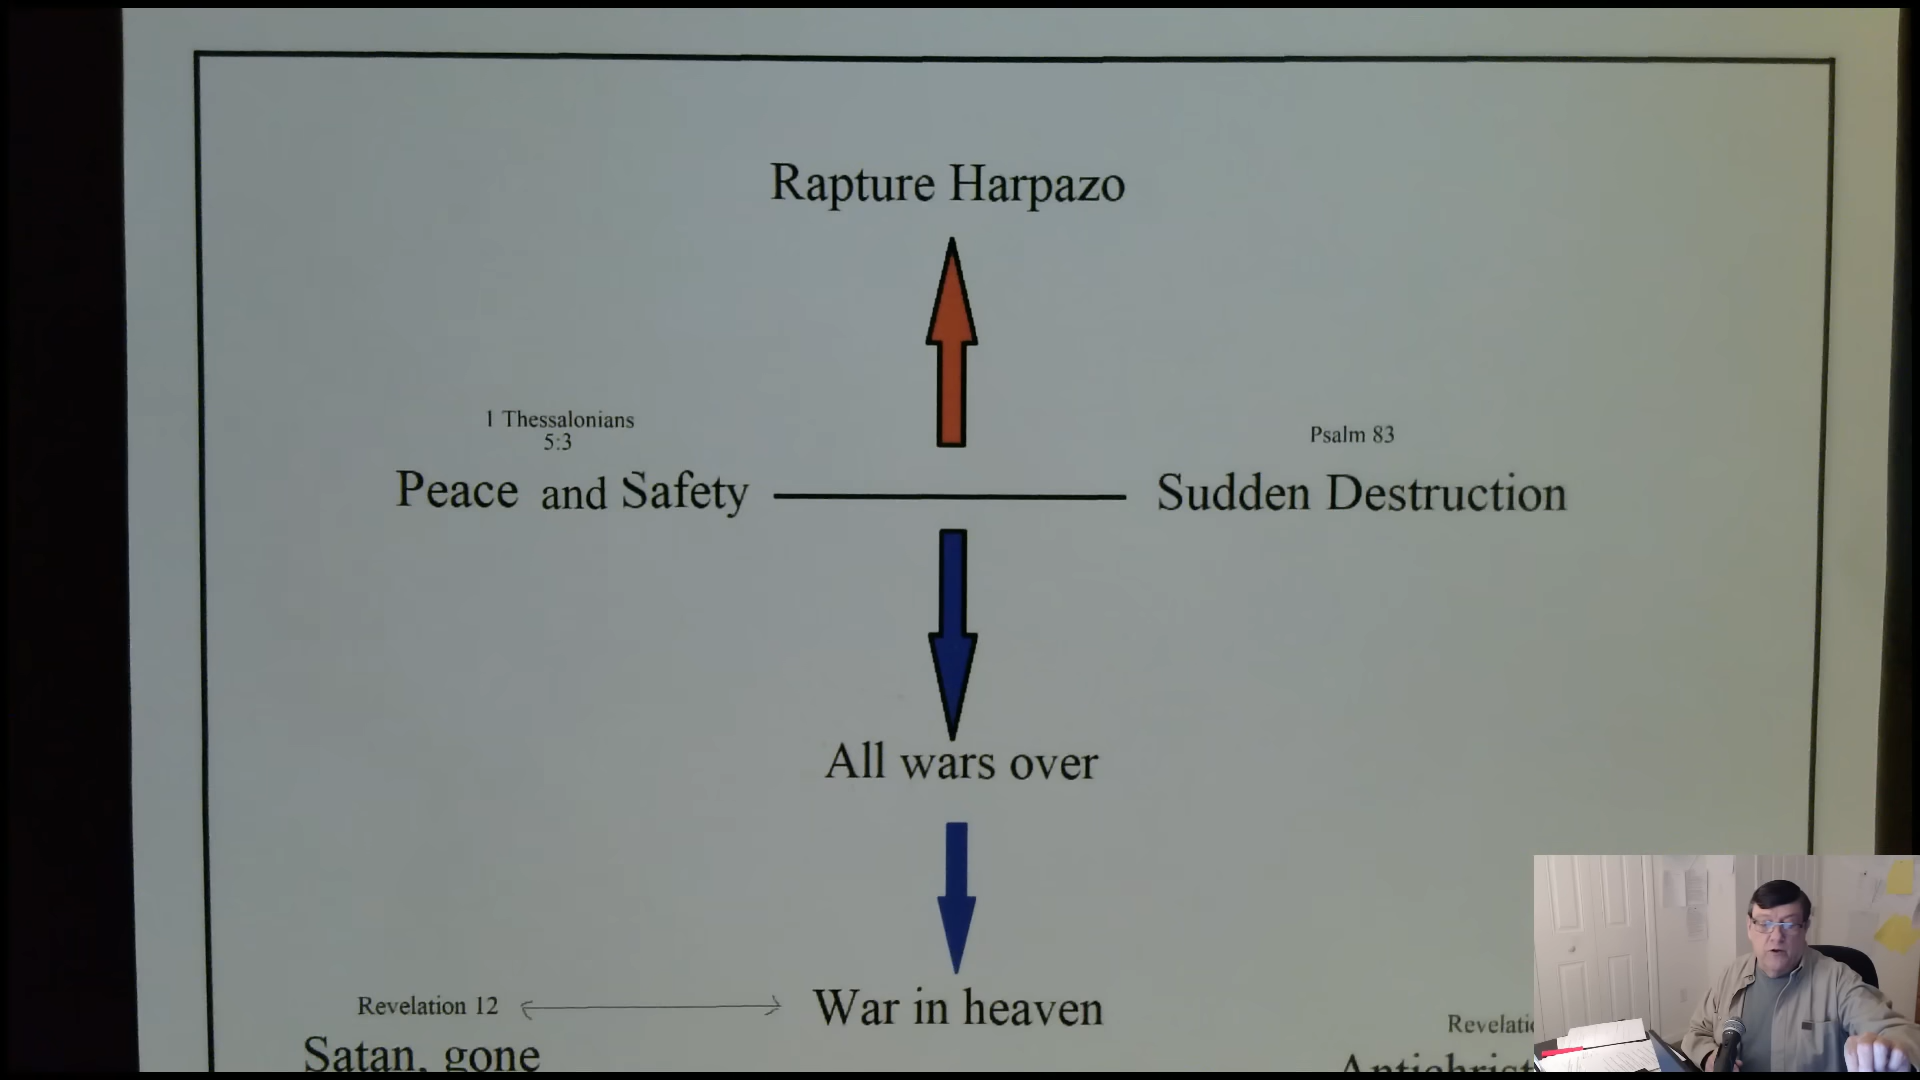 Rapture Harpazo
1 Thessalonians
5:3
Peace and Safety
Psalm 83
Sudden Destruction
All wars over
Revelation 12
War in heaven
Satan, gone